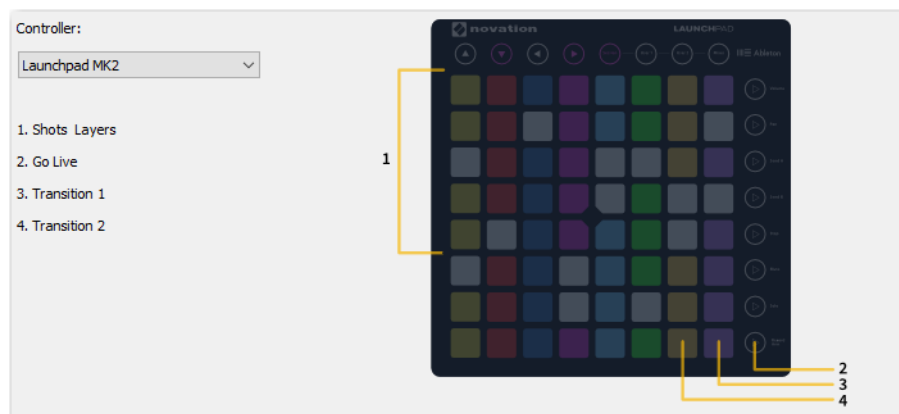 Controller:
Launchpad MK2
1. Shots Layers
2. Go Live
3. Transition 1
4. Transition 2
novation
LAUNCHPAD
Ableton
1
2
3
4